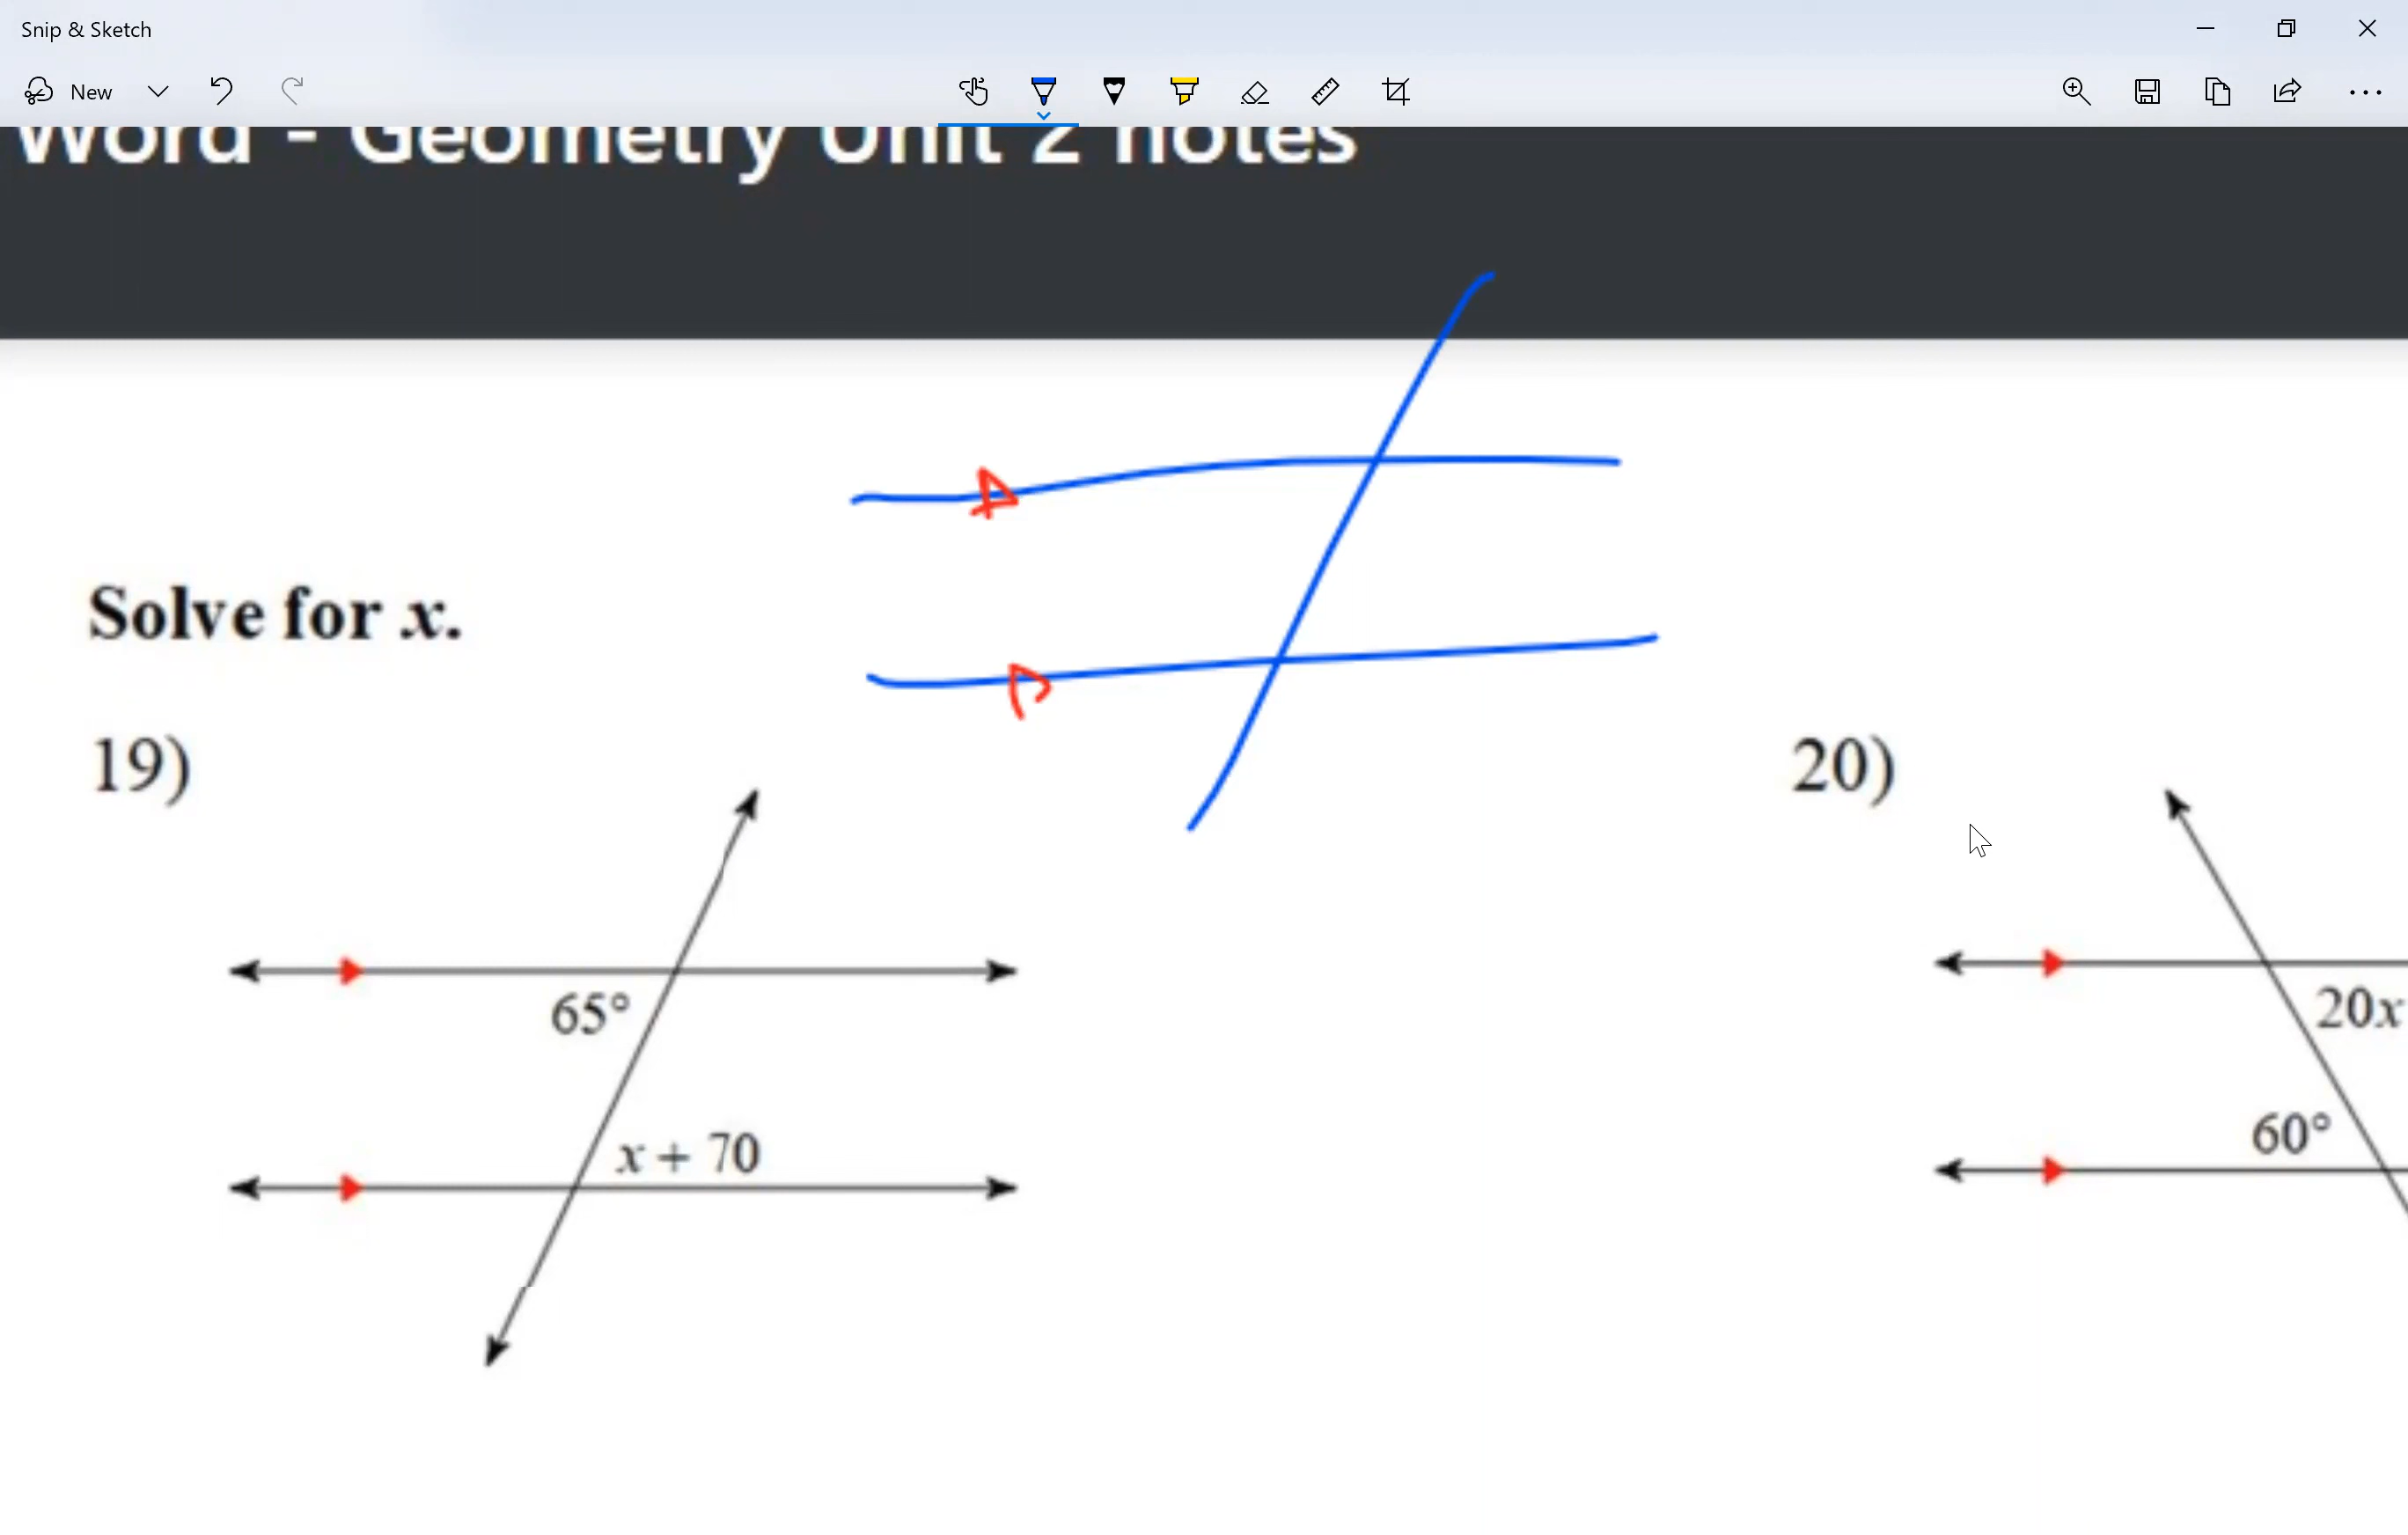 Snip & Sketch
New
Word - Geometry Unit 2 notes
Solve for x.
19)
65°
x + 70
20)
20x
60°